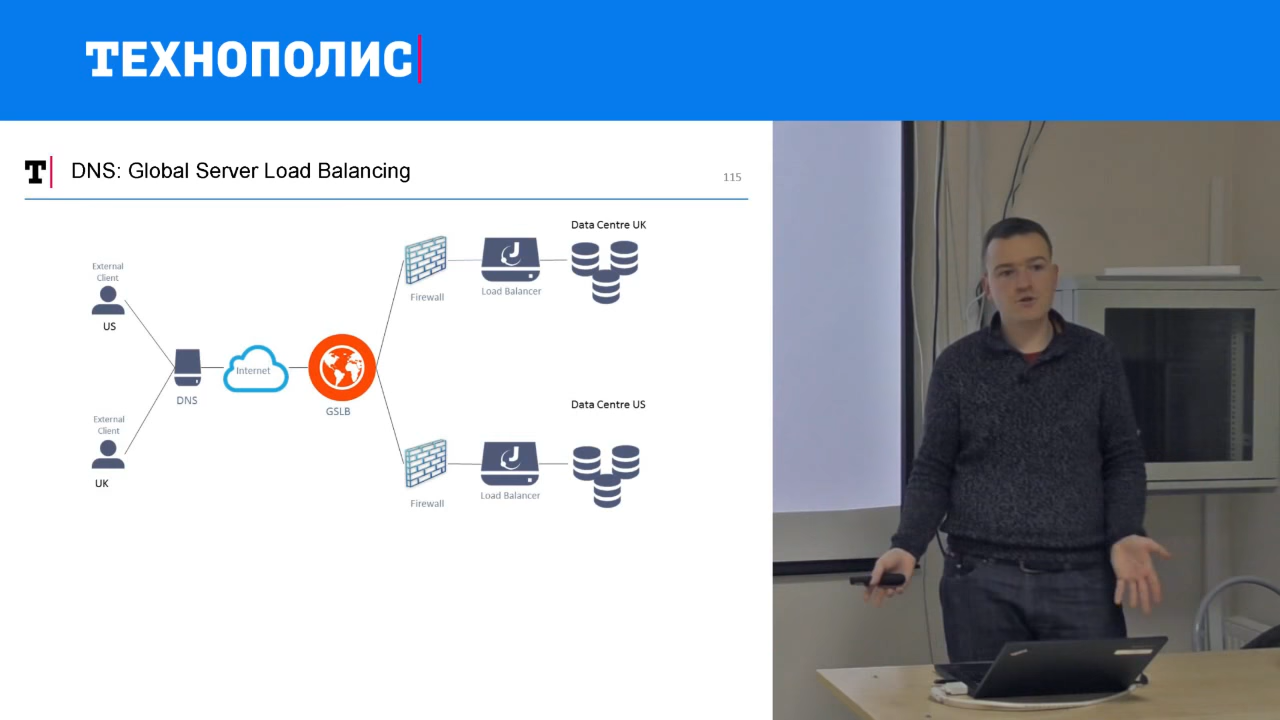 ТЕХНОПОЛИС
T
DNS: Global Server Load Balancing
115
External
Client
US
External
Client
UK
DNS
Internet
GSLB
Firewall
Load Balancer
Data Centre UK
Firewall
Load Balancer
Data Centre US